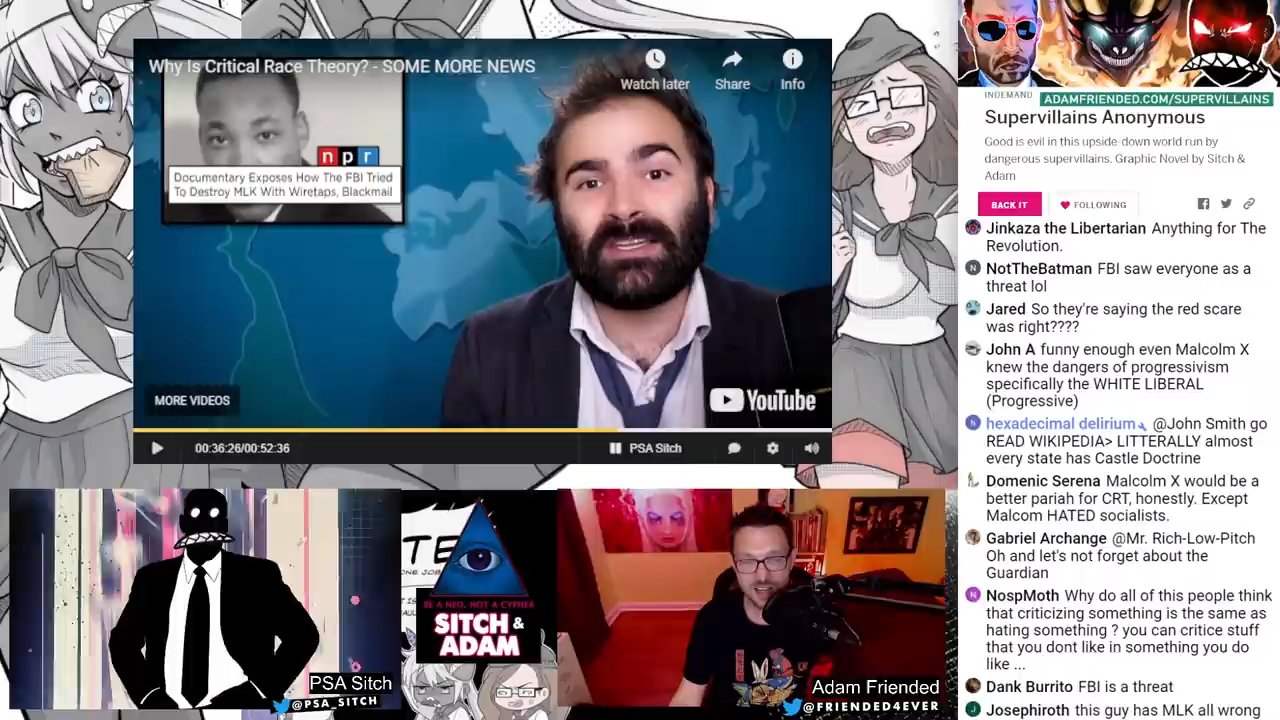 Why Is Critical Race Theory? - SOME MORE NEWS
Watch later
Share
Info
npr
Documentary Exposes How The FBI Tried
To Destroy MLK With Wiretaps, Blackmail
MORE VIDEOS
YouTube
00:36:26/00:52:36
PSA Sitch
BE A NEO, NOT A CYPHER
SITCH &
ADAM
PSA Sitch
@PSA_SITCH
Adam Friended
@FRIENDED4EVER
INDEMAND
ADAMFRIENDED.COM/SUPERVILLAINS
Supervillains Anonymous
Good is evil in this upside-down world run by
dangerous supervillains. Graphic Novel by Sitch &
Adam
BACK IT
FOLLOWING
Jinkaza the Libertarian Anything for The
Revolution.
NotTheBatman FBI saw everyone as a
threat lol
Jared So they're saying the red scare
was right????
John A funny enough even Malcolm X
knew the dangers of progressivism
specifically the WHITE LIBERAL
(Progressive)
hexadecimal delirium @John Smith go
READ WIKIPEDIA> LITTERALLY almost
every state has Castle Doctrine
Domenic Serena Malcolm X would be a
better pariah for CRT, honestly. Except
Malcom HATED socialists.
Gabriel Archange @Mr. Rich-Low-Pitch
Oh and let's not forget about the
Guardian
NospMoth Why do all of this people think
that criticizing something is the same as
hating something ? you can critice stuff
that you dont like in something you do
like ...
Dank Burrito FBI is a threat
Josephiroth this guy has MLK all wrong